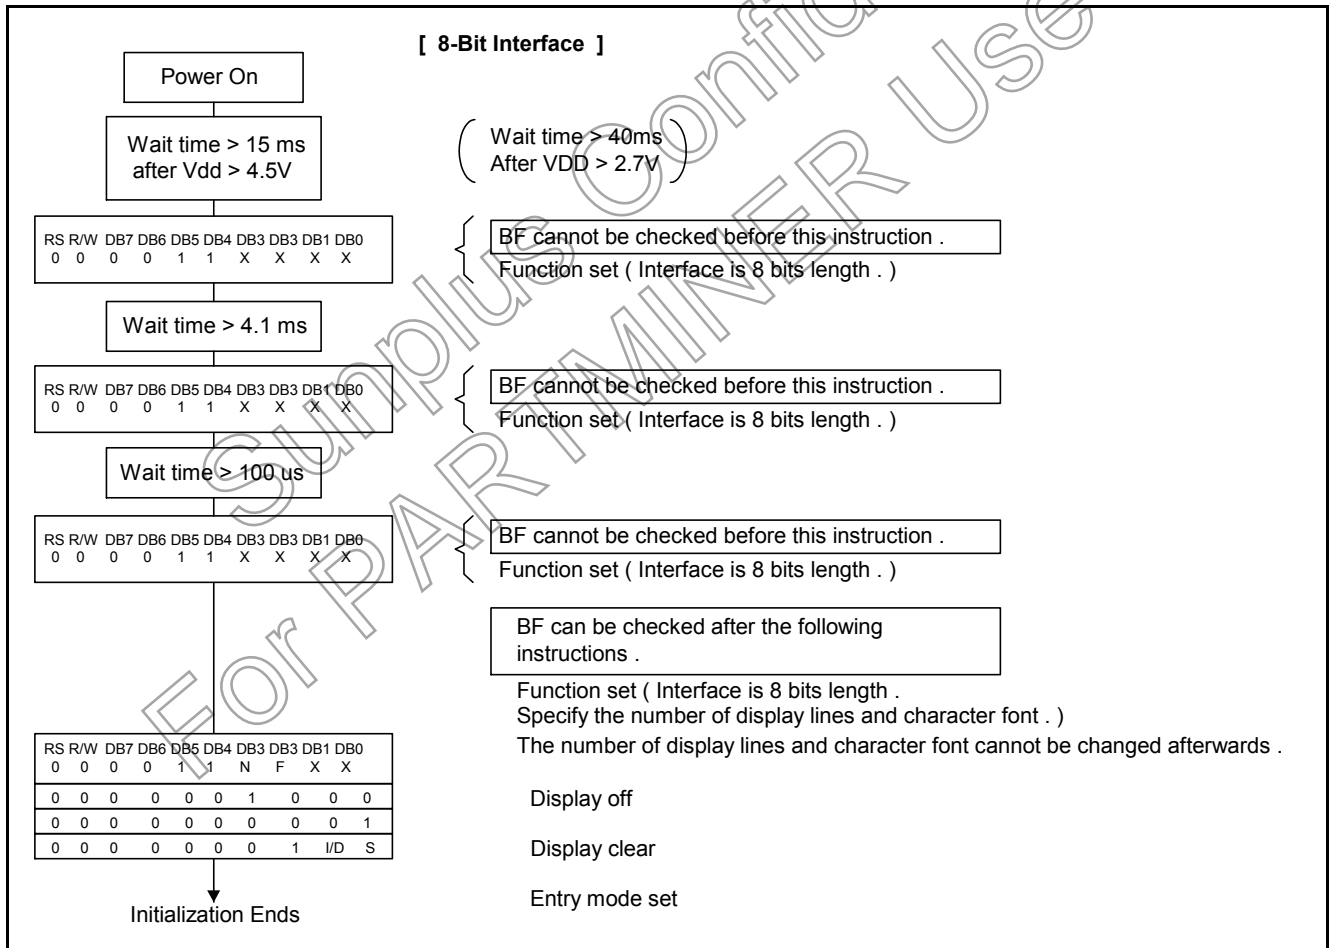 [ 8-Bit Interface ]
Power On
Wait time > 15 ms
after Vdd > 4.5V
Wait time > 40ms
After VDD > 2.7V
RS R/W DB7 DB6 DB5 DB4 DB3 DB3 DB1 DB0
0 0 0 0 1 1 X X X X
BF cannot be checked before this instruction .
Function set ( Interface is 8 bits length . )
Wait time > 4.1 ms
RS R/W DB7 DB6 DB5 DB4 DB3 DB3 DB1 DB0
0 0 0 0 1 1 X X X X
BF cannot be checked before this instruction .
Function set ( Interface is 8 bits length . )
Wait time > 100 us
RS R/W DB7 DB6 DB5 DB4 DB3 DB3 DB1 DB0
0 0 0 0 1 1 X X X X
BF cannot be checked before this instruction .
Function set ( Interface is 8 bits length . )
BF can be checked after the following
instructions .
Function set ( Interface is 8 bits length .
Specify the number of display lines and character font . )
The number of display lines and character font cannot be changed afterwards .
RS R/W DB7 DB6 DB5 DB4 DB3 DB3 DB1 DB0
0 0 0 0 1 1 N F X X
0 0 0 0 0 0 1 0 0 0
Display off
0 0 0 0 0 0 0 0 0 1
Display clear
0 0 0 0 0 0 0 1 I/D S
Entry mode set
Initialization Ends
Sunplus Confid
For PARTMINER Use